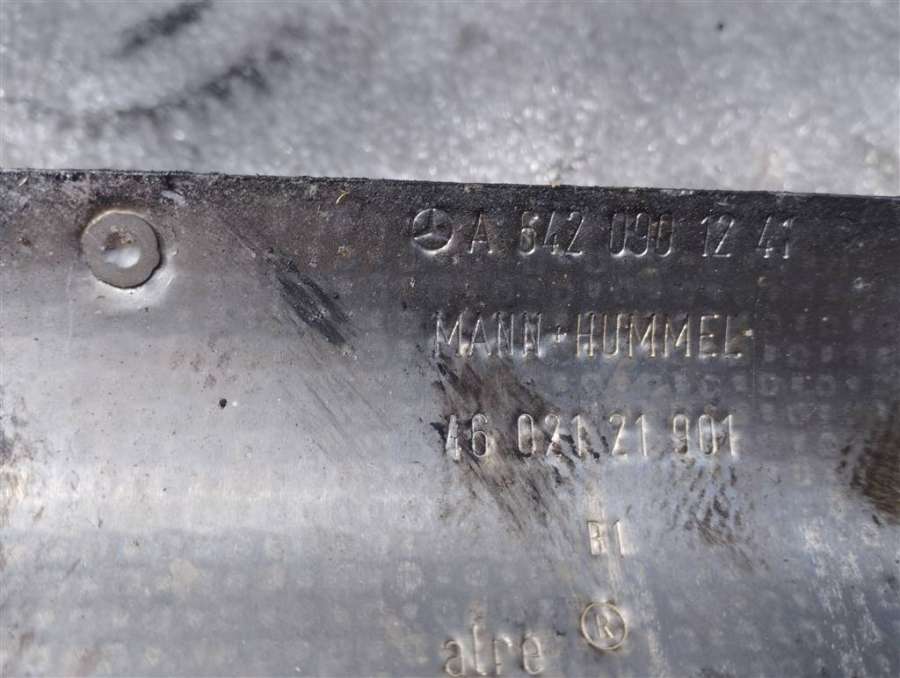 A 642 090 12 41
MANN+HUMMEL
46 021 21 901
B1
afre ®